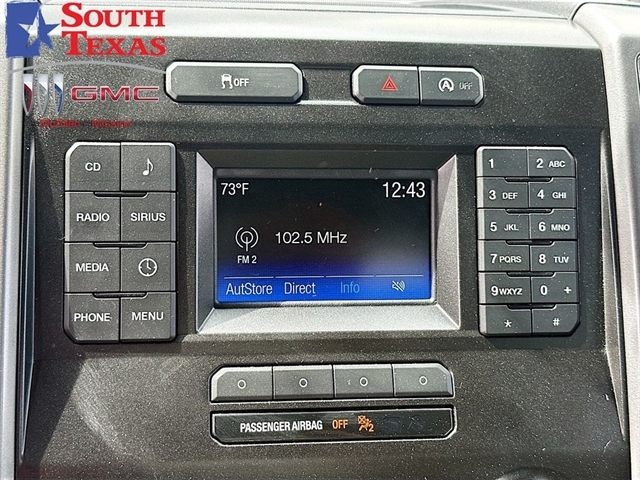 SOUTH
TEXAS
GMC
OFF
OFF
CD
RADIO SIRIUS
MEDIA
PHONE MENU
73°F 12:43
102.5 MHz
FM 2
AutStore Direct Info
1 2 ABC
3 DEF 4 GHI
5 JKL 6 MNO
7 PQRS 8 TUV
9 WXYZ 0 +
* #
PASSENGER AIRBAG OFF 2